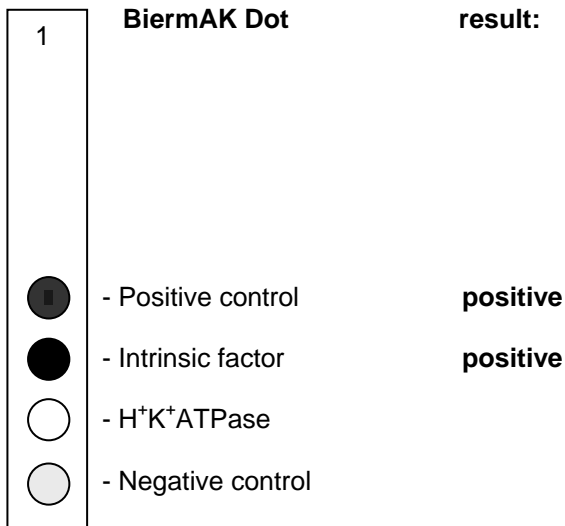 BiermAK Dot result:
1
- Positive control positive
- Intrinsic factor positive
- H⁺K⁺ATPase
- Negative control